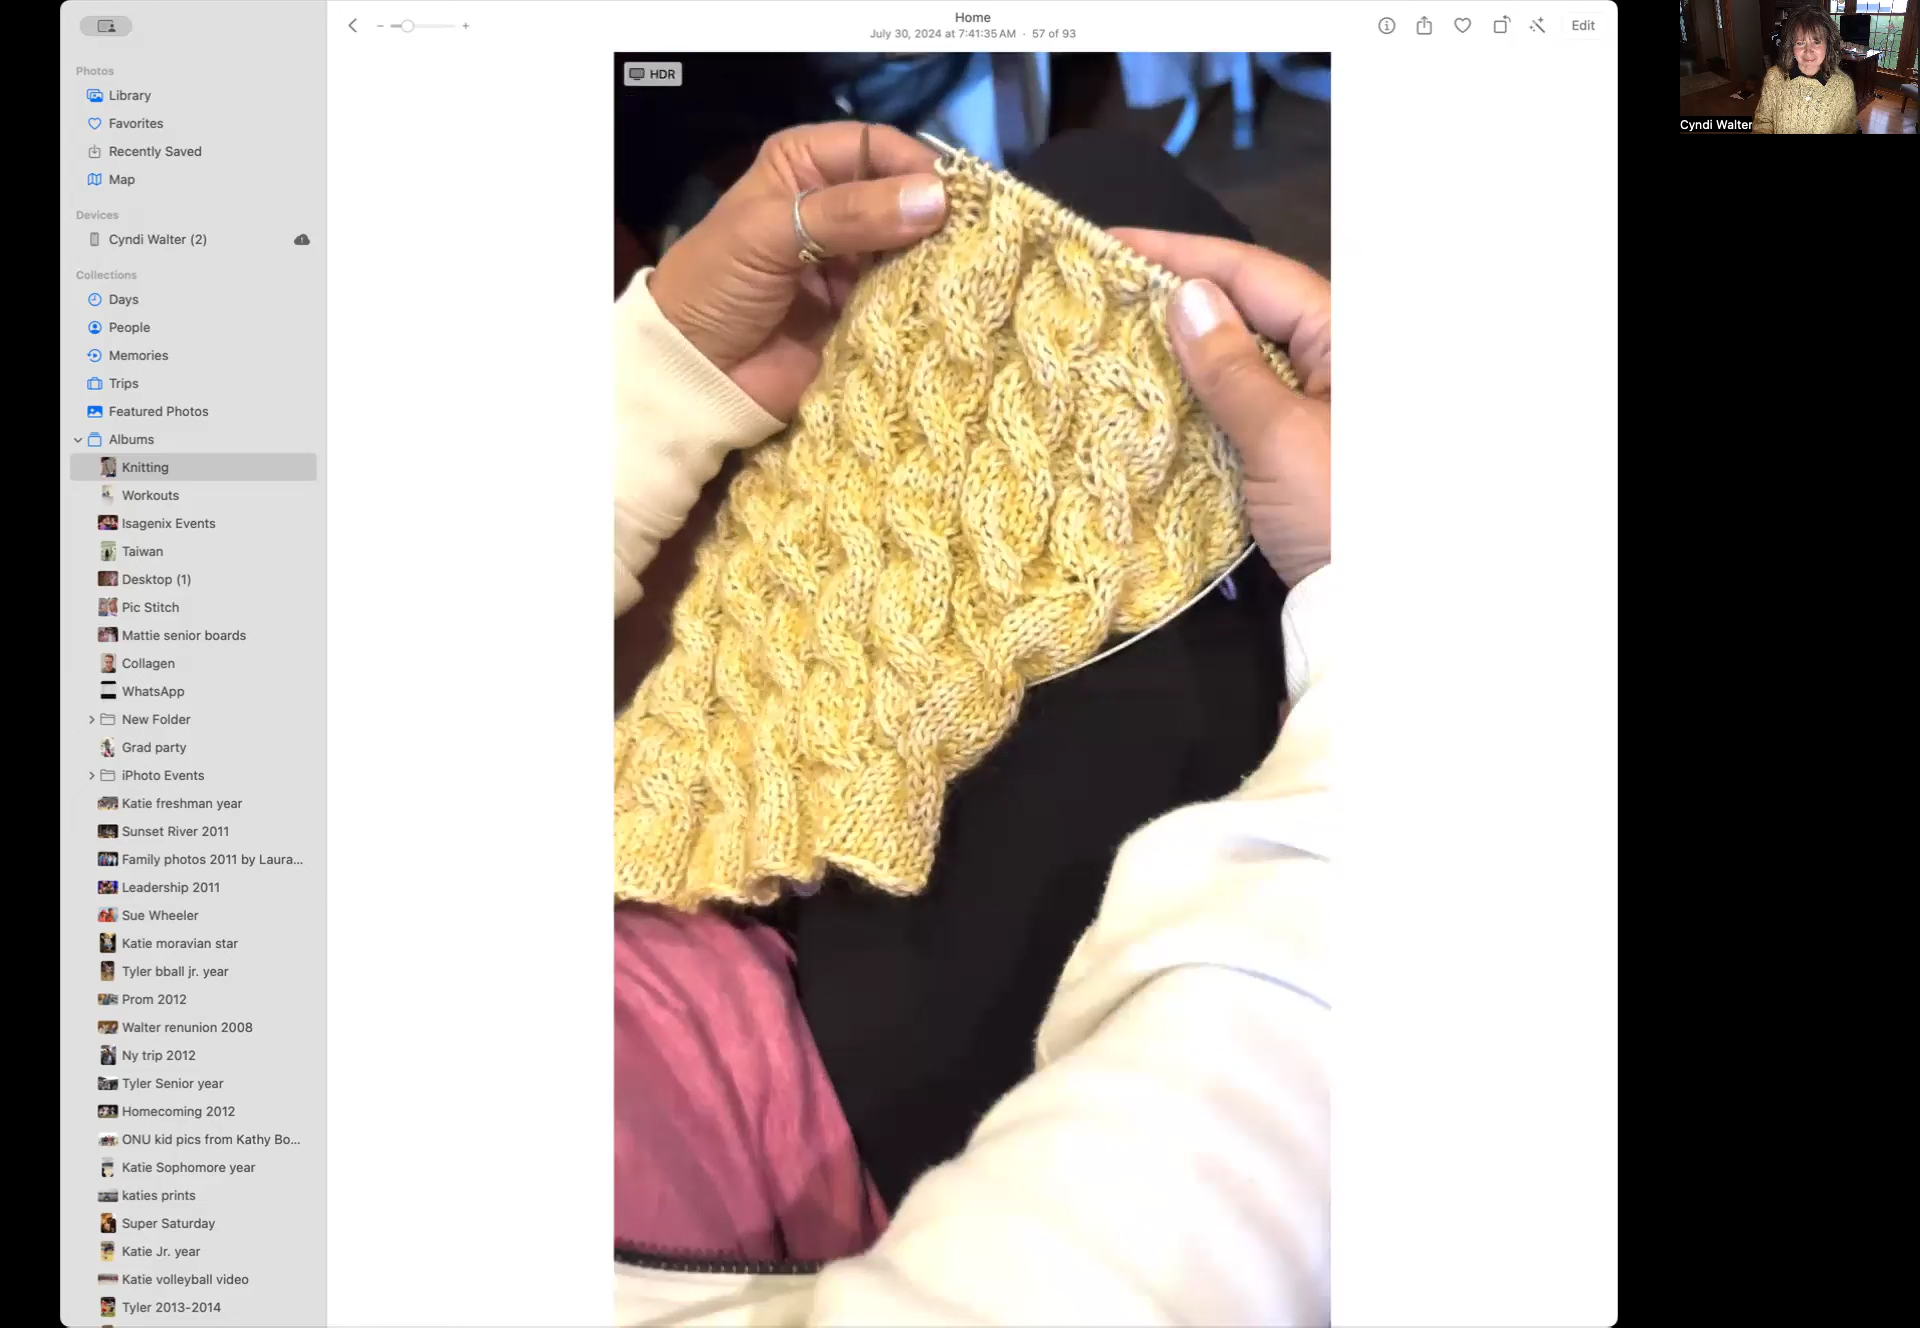 Home
July 30, 2024 at 7:41:35 AM · 57 of 93
Edit
Photos
Library
Favorites
Recently Saved
Map
Devices
Cyndi Walter (2)
Collections
Days
People
Memories
Trips
Featured Photos
Albums
Knitting
Workouts
Isagenix Events
Taiwan
Desktop (1)
Pic Stitch
Mattie senior boards
Collagen
WhatsApp
New Folder
Grad party
iPhoto Events
Katie freshman year
Sunset River 2011
Family photos 2011 by Laura...
Leadership 2011
Sue Wheeler
Katie moravian star
Tyler bball jr. year
Prom 2012
Walter renunion 2008
Ny trip 2012
Tyler Senior year
Homecoming 2012
ONU kid pics from Kathy Bo...
Katie Sophomore year
katies prints
Super Saturday
Katie Jr. year
Katie volleyball video
Tyler 2013-2014
HDR
Cyndi Walter